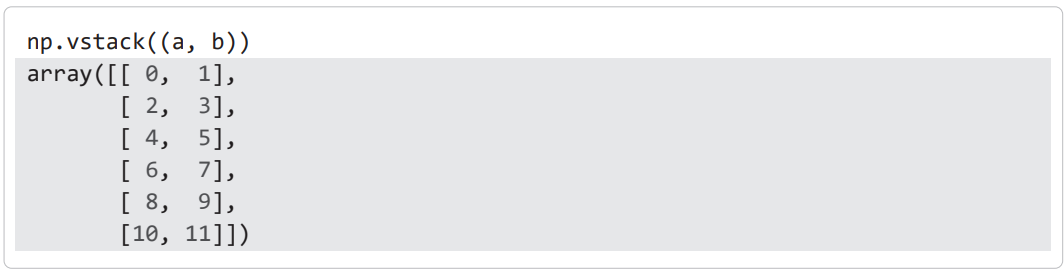 np.vstack((a, b))
array([[ 0,  1],
       [ 2,  3],
       [ 4,  5],
       [ 6,  7],
       [ 8,  9],
       [10, 11]])